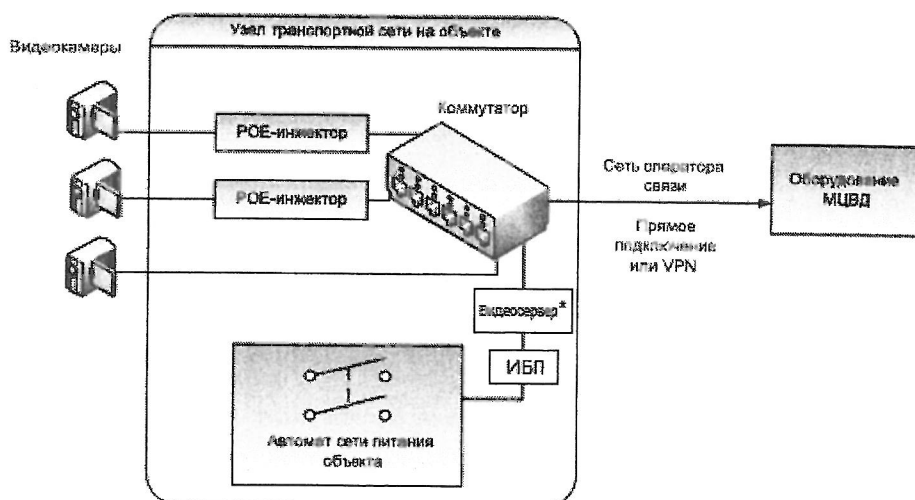 Узел транспортной сети на объекте
Видеокамеры
Коммутатор
POE-инжектор
POE-инжектор
Сеть оператора
связи
Прямое
подключение
или VPN
Оборудование
МЦВД
Видеосервер*
ИБП
Автомат сети питания
объекта